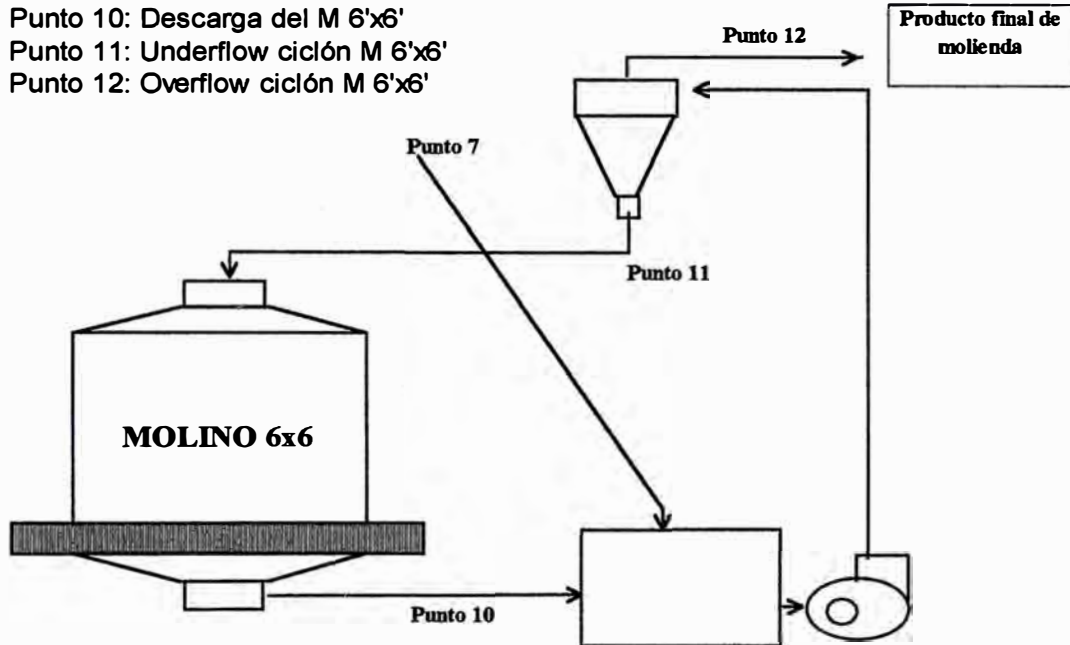 Punto 10: Descarga del M 6'x6'
Punto 11: Underflow ciclón M 6'x6'
Punto 12: Overflow ciclón M 6'x6'
Punto 12
Producto final de
molienda
Punto 7
Punto 11
MOLINO 6x6
Punto 10